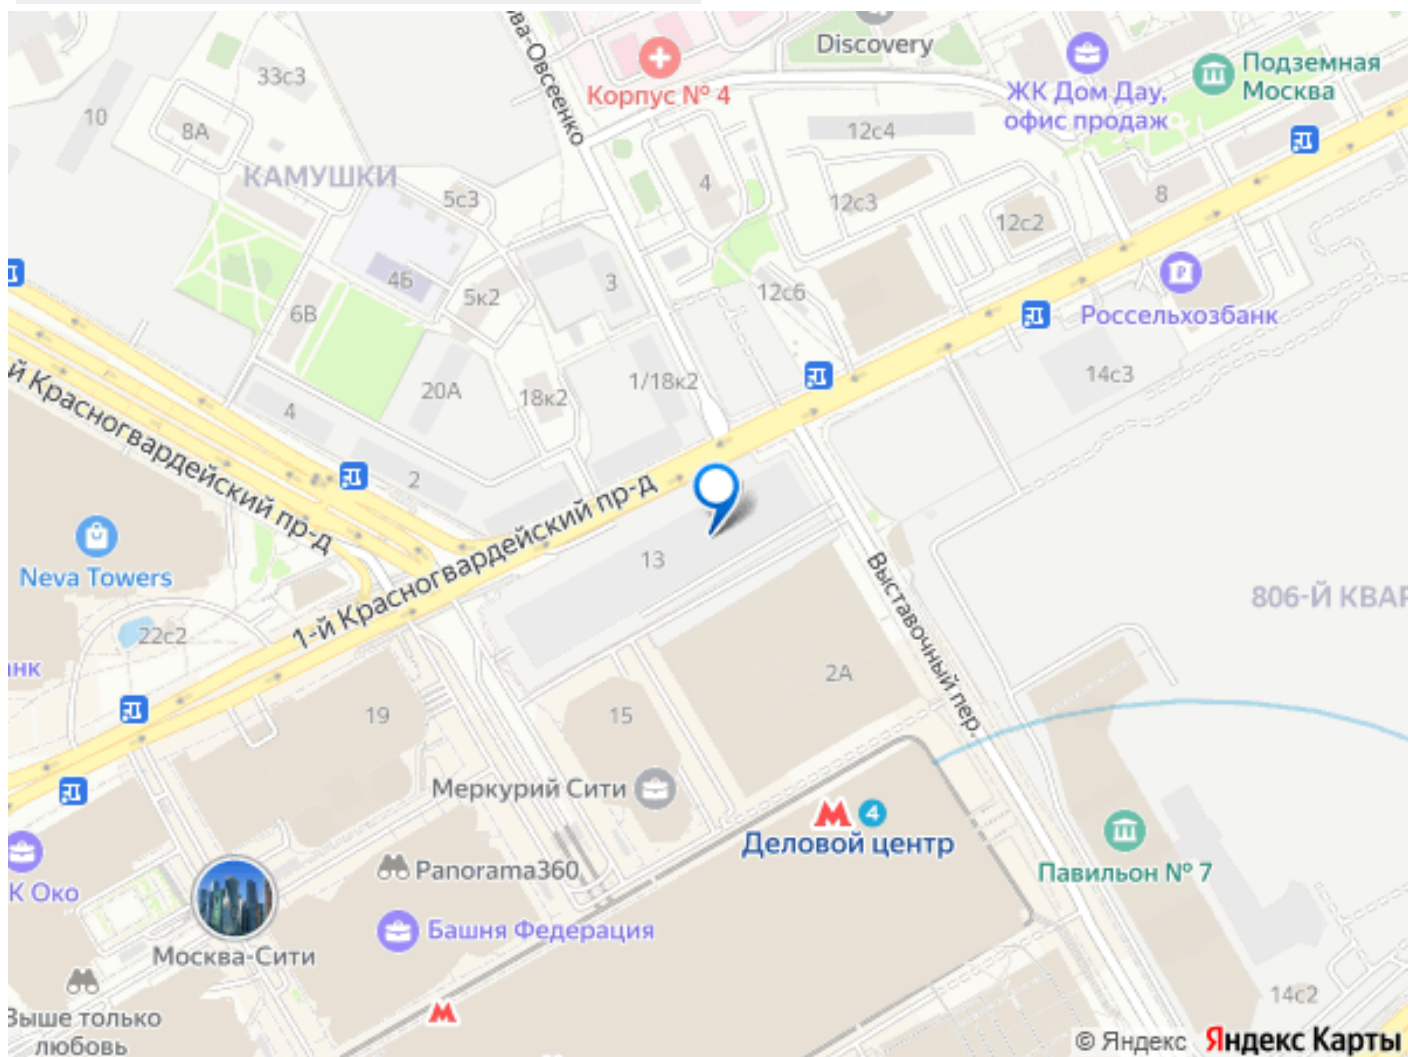 Discovery
Корпус № 4
ЖК Дом Дау,
офис продаж
Подземная
Москва
33с3
10
8А
12с4
КАМУШКИ
5с3
4
12с3
12с2
8
4Б
5к2
3
12с6
6В
Россельхозбанк
20А
18к2
1/18к2
14с3
4
2
Красногвардейский пр-д
1-й Красногвардейский пр-д
13
Neva Towers
22с2
Выставочный пер.
806-Й КВАР
2А
19
15
Меркурий Сити
4
Деловой центр
Павильон № 7
К Око
Panorama360
Башня Федерация
Москва-Сити
14с2
Выше только
любовь
© Яндекс Яндекс Карты